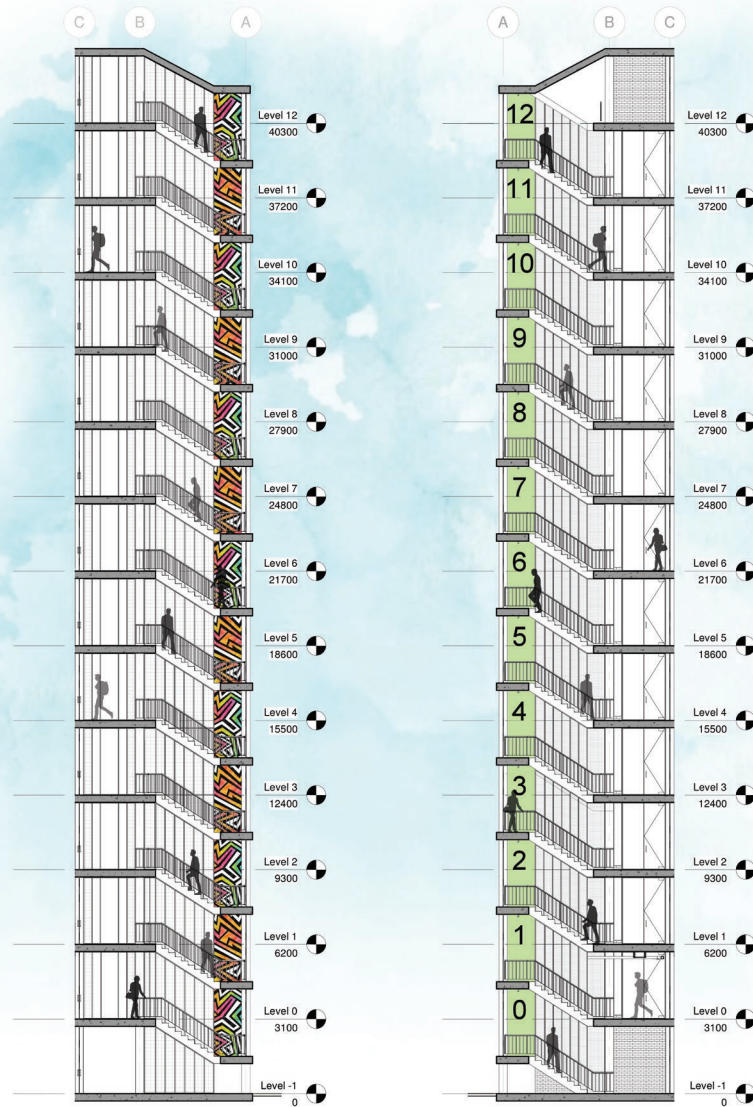 C B A
Level 12
40300
Level 11
37200
Level 10
34100
Level 9
31000
Level 8
27900
Level 7
24800
Level 6
21700
Level 5
18600
Level 4
15500
Level 3
12400
Level 2
9300
Level 1
6200
Level 0
3100
Level -1
0
A B C
12
11
10
9
8
7
6
5
4
3
2
1
0
Level 12
40300
Level 11
37200
Level 10
34100
Level 9
31000
Level 8
27900
Level 7
24800
Level 6
21700
Level 5
18600
Level 4
15500
Level 3
12400
Level 2
9300
Level 1
6200
Level 0
3100
Level -1
0